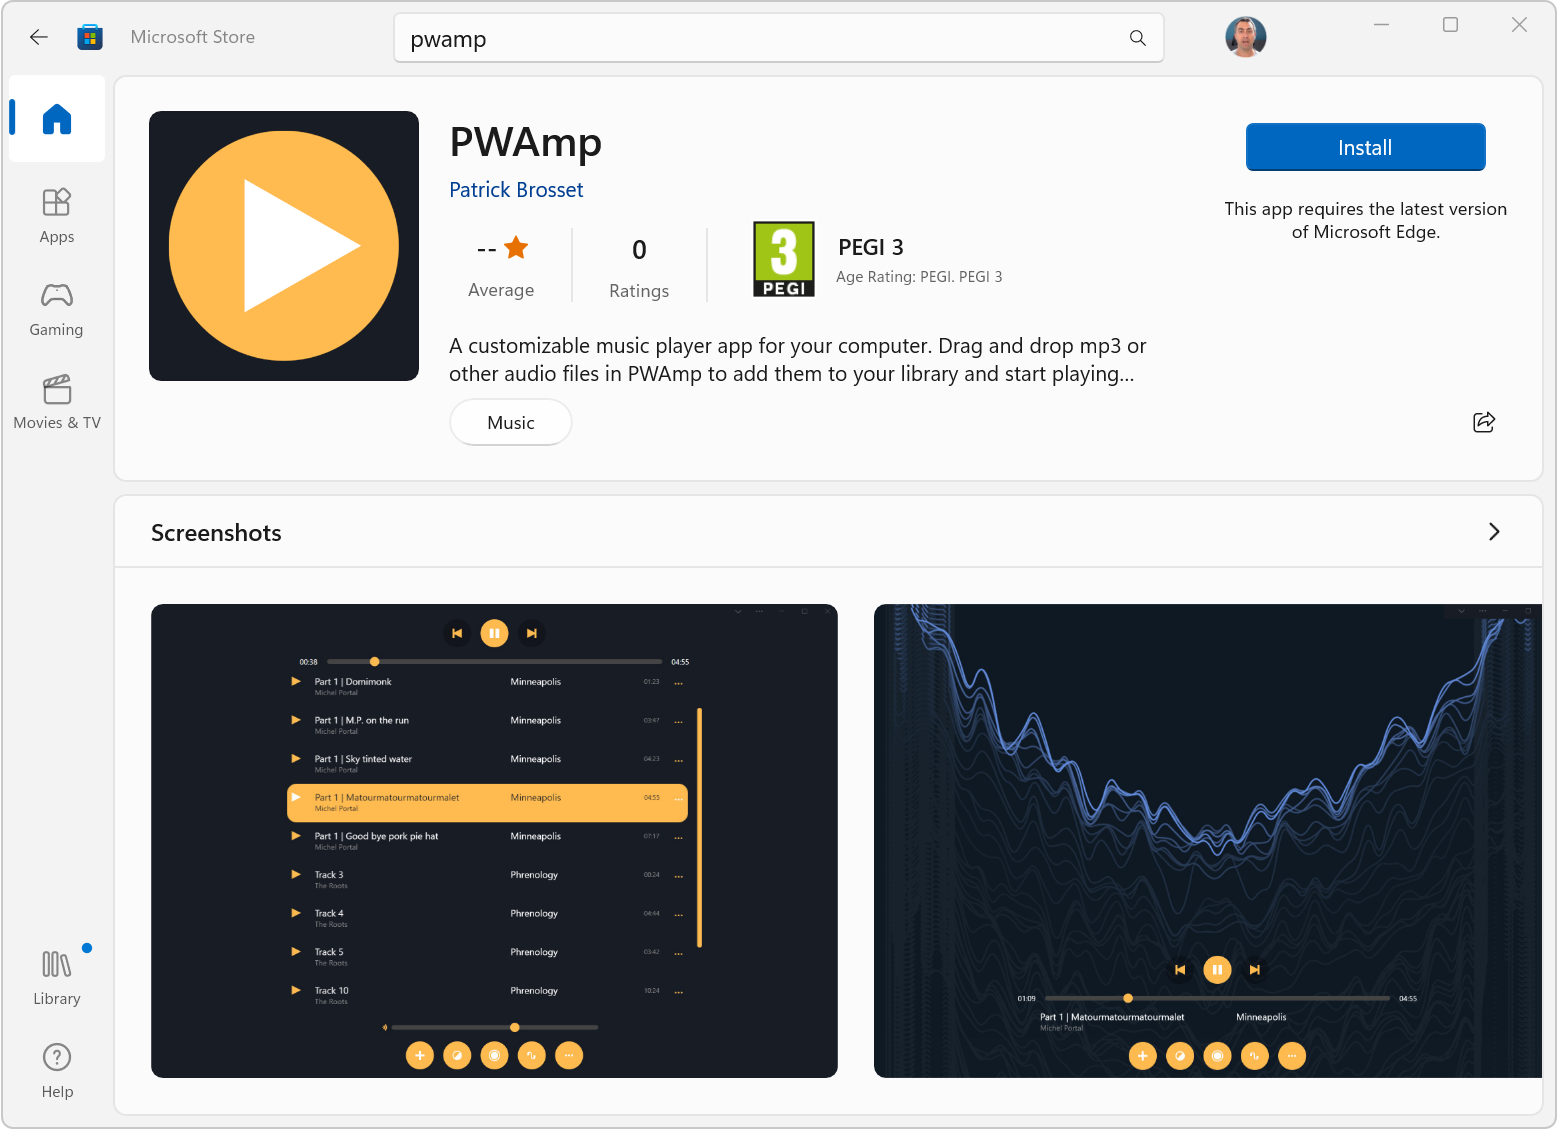 Microsoft Store
pwamp
Apps
Gaming
Movies & TV
Library
Help
PWAmp
Patrick Brosset
--
Average
0
Ratings
3
PEGI
PEGI 3
Age Rating: PEGI. PEGI 3
Install
This app requires the latest version
of Microsoft Edge.
A customizable music player app for your computer. Drag and drop mp3 or
other audio files in PWAmp to add them to your library and start playing...
Music
Screenshots
00:38 04:55
Part 1 | Domimonk Minneapolis 01:23
Michel Portal
Part 1 | M.P. on the run Minneapolis 03:47
Michel Portal
Part 1 | Sky tinted water Minneapolis 04:23
Michel Portal
Part 1 | Matourmatourmatourmalet Minneapolis 04:55
Michel Portal
Part 1 | Good bye pork pie hat Minneapolis 07:17
Michel Portal
Track 3 Phrenology 00:24
The Roots
Track 4 Phrenology 04:44
The Roots
Track 5 Phrenology 03:42
The Roots
Track 10 Phrenology 10:24
The Roots
01:09 04:55
Part 1 | Matourmatourmatourmalet Minneapolis
Michel Portal